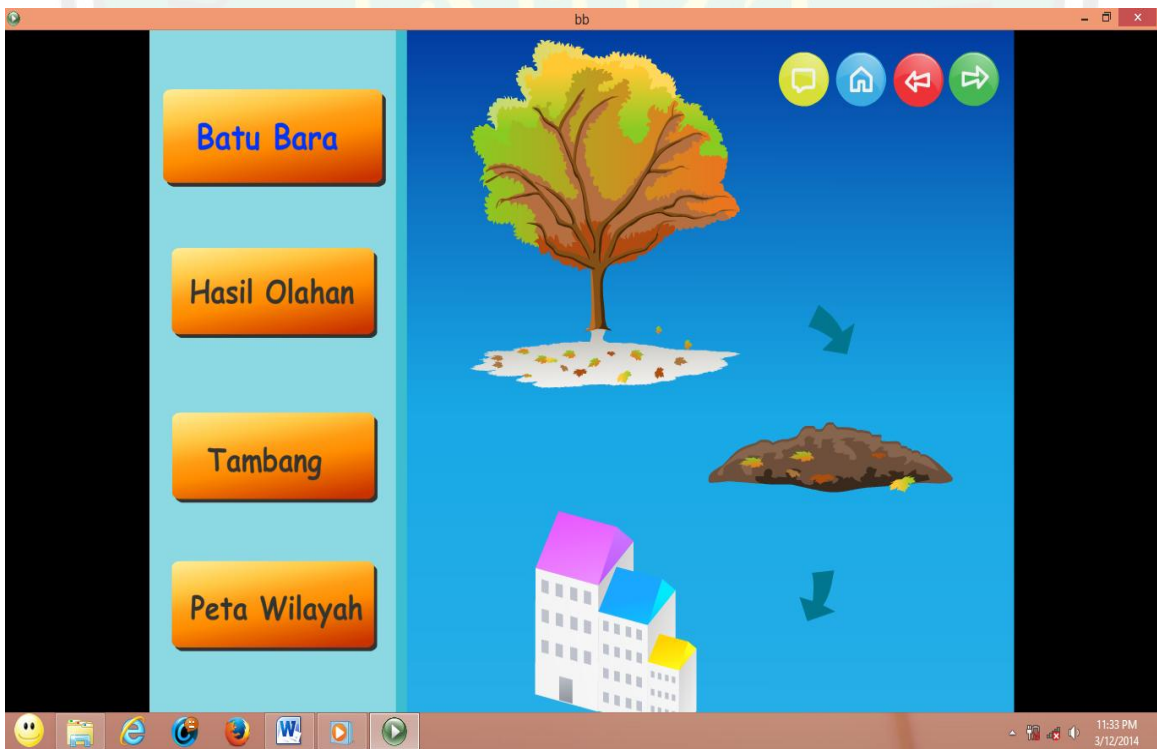 bb
Batu Bara
Hasil Olahan
Tambang
Peta Wilayah
11:33 PM
3/12/2014